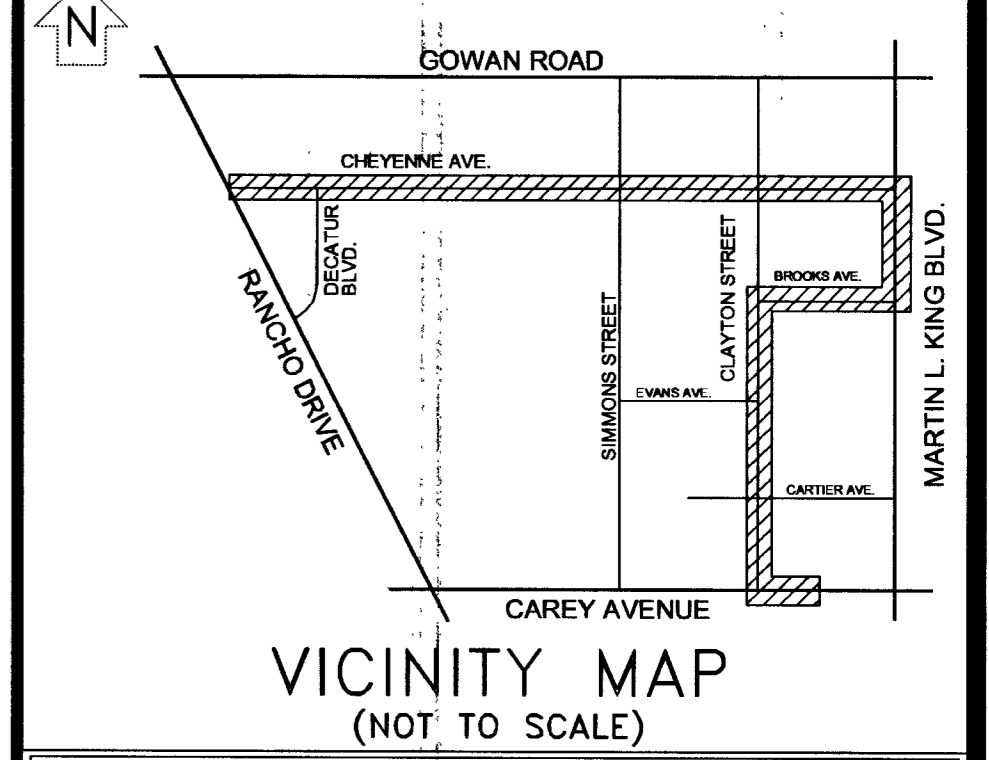 N
GOWAN ROAD
CHEYENNE AVE.
DECATUR
BLVD.
RANCHO DRIVE
SIMMONS STREET
CLAYTON STREET
BROOKS AVE.
MARTIN L. KING BLVD.
EVANS AVE.
CARTIER AVE.
CAREY AVENUE
VICINITY MAP
(NOT TO SCALE)